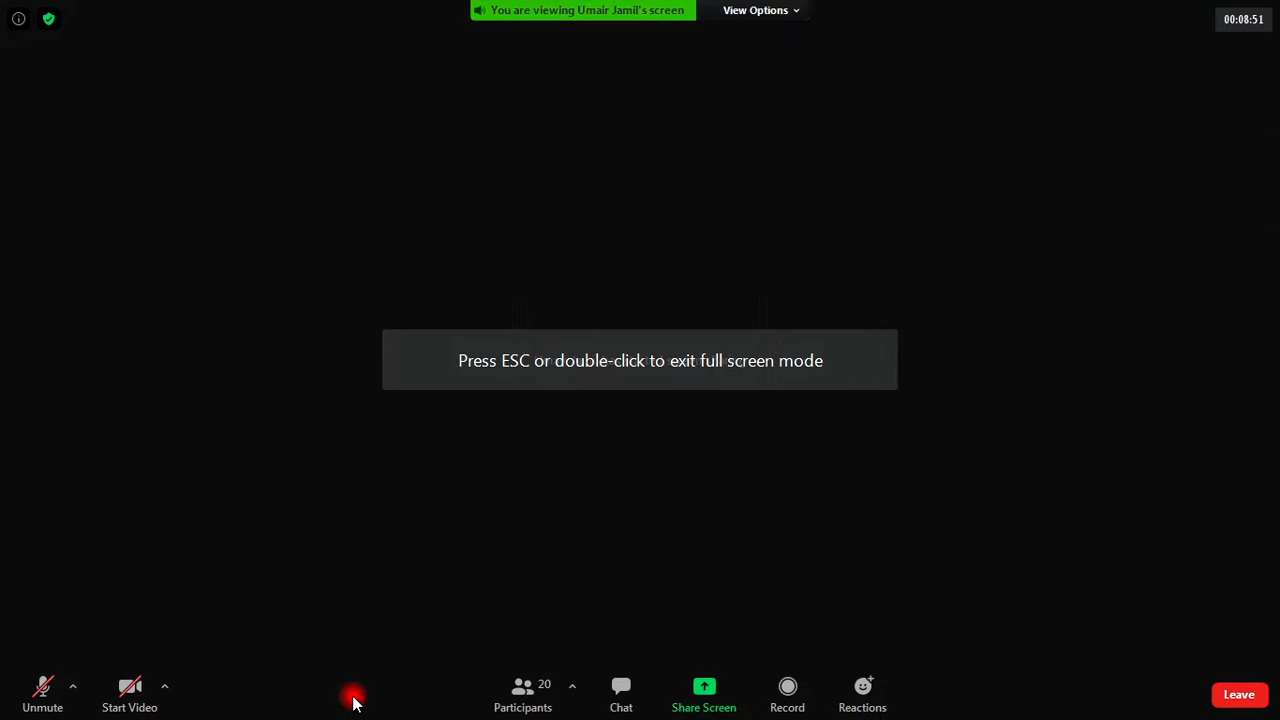 You are viewing Umair Jamil's screen
View Options
00:08:51
Press ESC or double-click to exit full screen mode
Unmute
Start Video
20
Participants
Chat
Share Screen
Record
Reactions
Leave